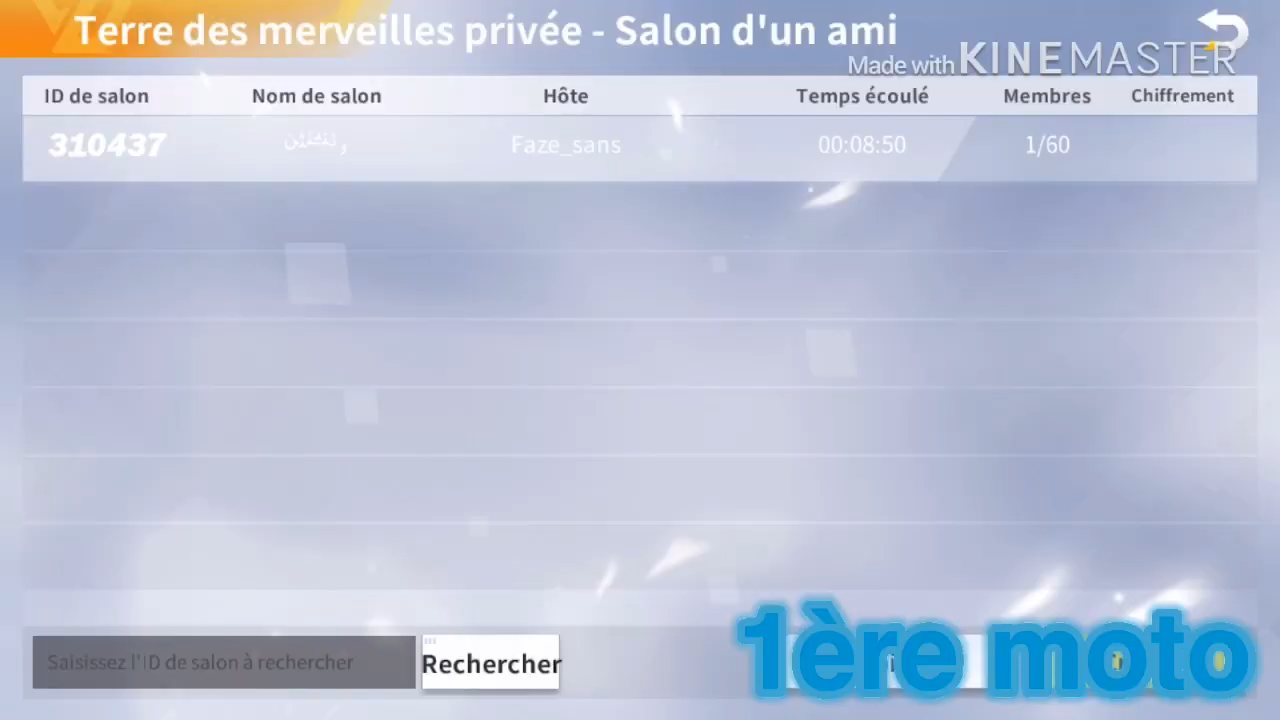 Terre des merveilles privée - Salon d'un ami
Made with KINEMASTER
ID de salon Nom de salon Hôte Temps écoulé Membres Chiffrement
310437 Faze_sans 00:08:50 1/60
Saisissez l'ID de salon à rechercher Rechercher
1ère moto